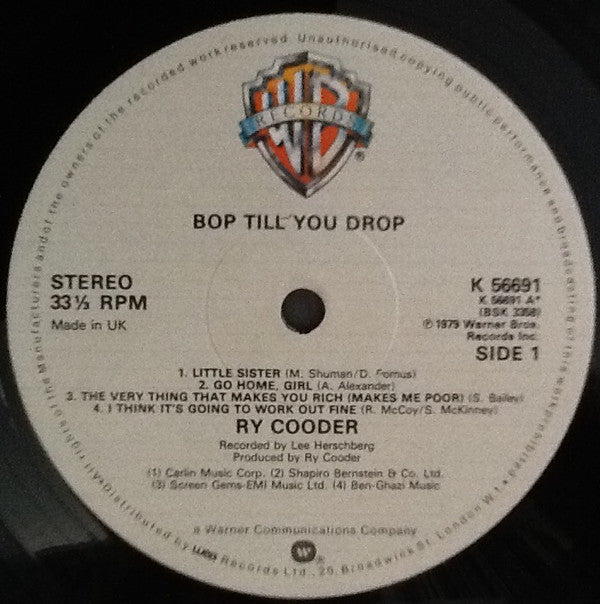 WB
RECORDS
®
BOP TILL YOU DROP
STEREO
33⅓ RPM
Made in UK
K 56691
K 56691 A*
(BSK 3358)
℗ 1979 Warner Bros.
Records Inc.
SIDE 1
1. LITTLE SISTER (M. Shuman/D. Pomus)
2. GO HOME, GIRL (A. Alexander)
3. THE VERY THING THAT MAKES YOU RICH (MAKES ME POOR) (S. Bailey)
4. I THINK IT'S GOING TO WORK OUT FINE (R. McCoy/S. McKinney)
RY COODER
Recorded by Lee Herschberg
Produced by Ry Cooder
(1) Carlin Music Corp. (2) Shapiro Bernstein & Co. Ltd.
(3) Screen Gems-EMI Music Ltd. (4) Ben-Ghazi Music
a Warner Communications Company
All rights of the Manufacturers and of the owners of the recorded work reserved. Unauthorised copying public performance and broadcasting of this work prohibited
Distributed by wea Records Ltd., 20, Broadwick St. London W.1.